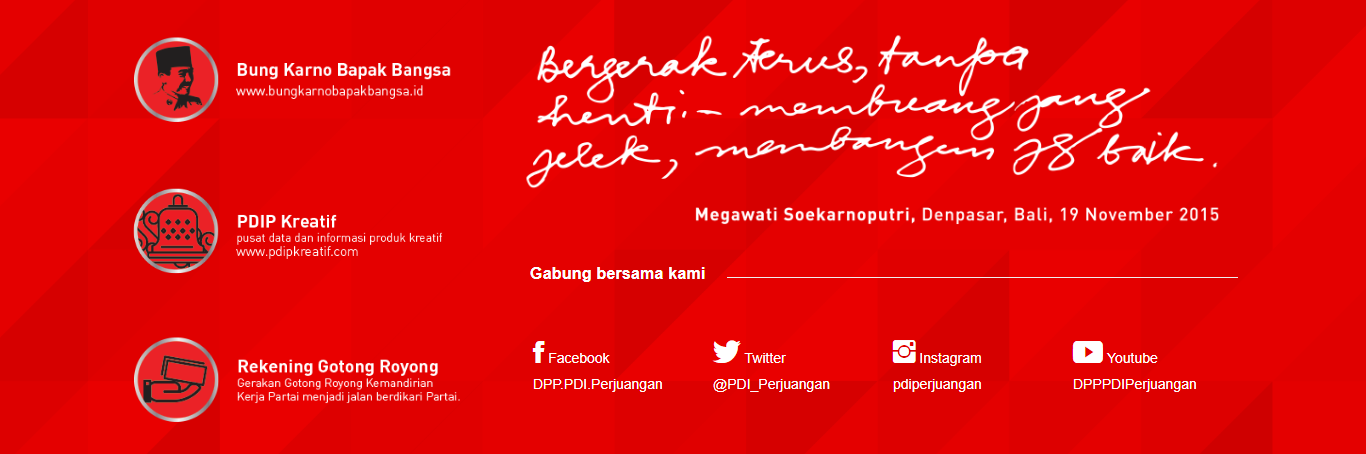 Bung Karno Bapak Bangsa
www.bungkarnobapakbangsa.id
PDIP Kreatif
pusat data dan informasi produk kreatif
www.pdipkreatif.com
Rekening Gotong Royong
Gerakan Gotong Royong Kemandirian
Kerja Partai menjadi jalan berdikari Partai.
Bergerak terus, tanpa
henti.- membuang yang
jelek, membangun yg baik.
Megawati Soekarnoputri, Denpasar, Bali, 19 November 2015
Gabung bersama kami
Facebook
DPP.PDI.Perjuangan
Twitter
@PDI_Perjuangan
Instagram
pdiperjuangan
Youtube
DPPPDIPerjuangan